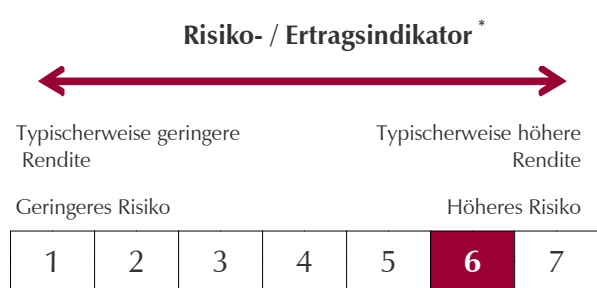 Risiko- / Ertragsindikator *
Typischerweise geringere Typischerweise höhere
Rendite Rendite
Geringeres Risiko Höheres Risiko
1 2 3 4 5 6 7